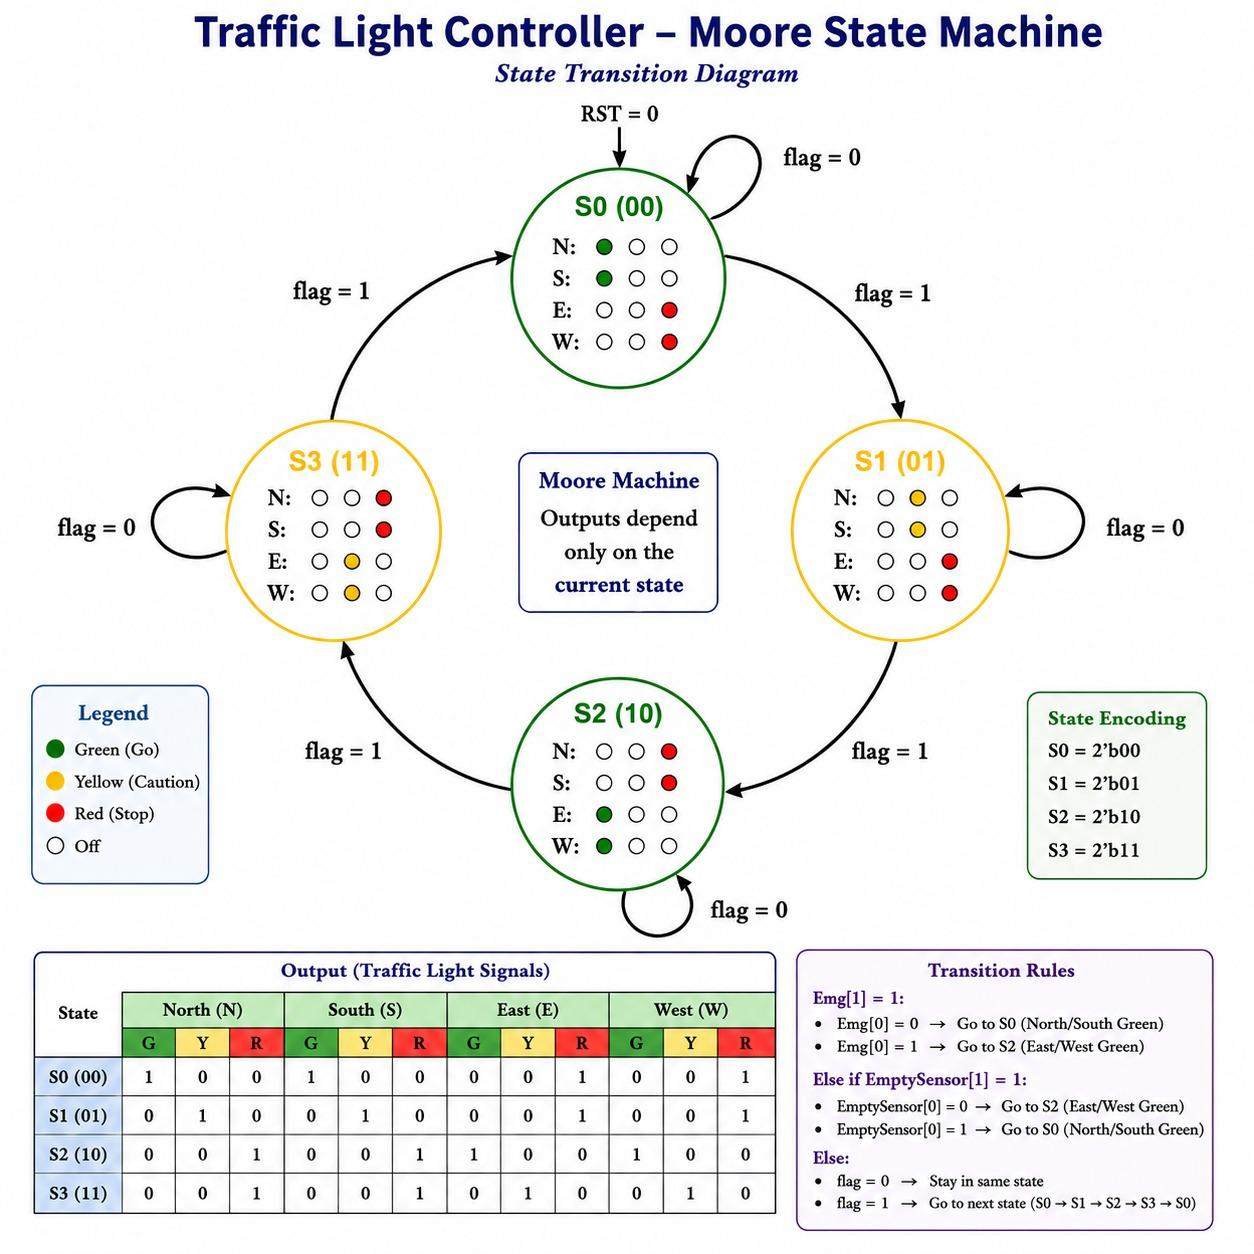 Traffic Light Controller – Moore State Machine
State Transition Diagram
RST = 0
flag = 0
S0 (00)
N:
S:
E:
W:
flag = 1
flag = 1
S3 (11)
N:
S:
E:
W:
flag = 0
Moore Machine
Outputs depend
only on the
current state
S1 (01)
N:
S:
E:
W:
flag = 0
S2 (10)
N:
S:
E:
W:
flag = 1
flag = 1
flag = 0
Legend
Green (Go)
Yellow (Caution)
Red (Stop)
Off
State Encoding
S0 = 2’b00
S1 = 2’b01
S2 = 2’b10
S3 = 2’b11
Output (Traffic Light Signals)
State North (N) South (S) East (E) West (W)
G Y R G Y R G Y R G Y R
S0 (00) 1 0 0 1 0 0 0 0 1 0 0 1
S1 (01) 0 1 0 0 1 0 0 0 1 0 0 1
S2 (10) 0 0 1 0 0 1 1 0 0 1 0 0
S3 (11) 0 0 1 0 0 1 0 1 0 0 1 0
Transition Rules
Emg[1] = 1:
• Emg[0] = 0 → Go to S0 (North/South Green)
• Emg[0] = 1 → Go to S2 (East/West Green)
Else if EmptySensor[1] = 1:
• EmptySensor[0] = 0 → Go to S2 (East/West Green)
• EmptySensor[0] = 1 → Go to S0 (North/South Green)
Else:
• flag = 0 → Stay in same state
• flag = 1 → Go to next state (S0 → S1 → S2 → S3 → S0)